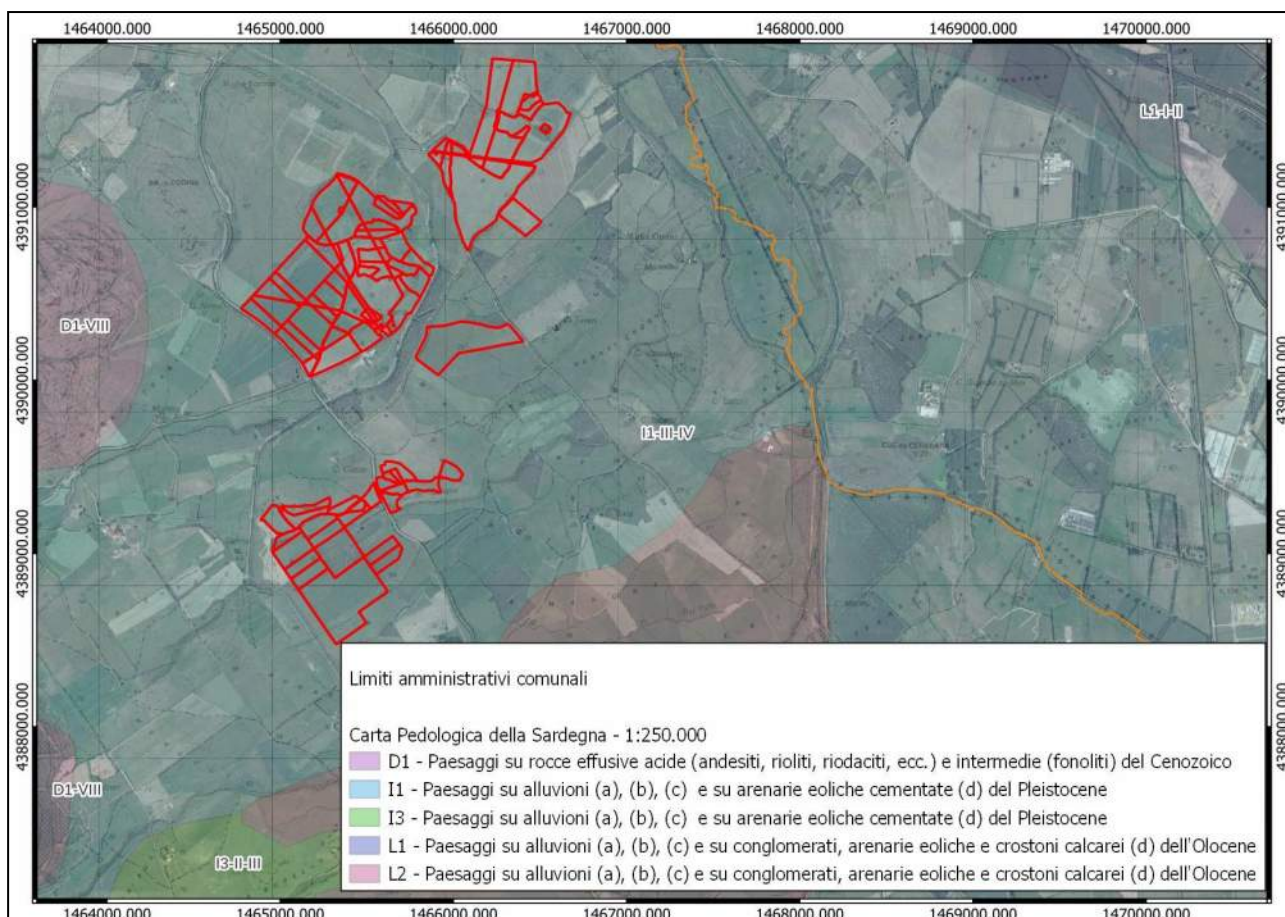 1464000.000 1465000.000 1466000.000 1467000.000 1468000.000 1469000.000 1470000.000
L1-I-II
4391000.000
4391000.000
D1-VIII
4390000.000
4390000.000
I1-III-IV
4389000.000
4389000.000
Limiti amministrativi comunali
Carta Pedologica della Sardegna - 1:250.000
4388000.000
4388000.000
D1 - Paesaggi su rocce effusive acide (andesiti, rioliti, riodaciti, ecc.) e intermedie (fonoliti) del Cenozoico
D1-VIII
I1 - Paesaggi su alluvioni (a), (b), (c) e su arenarie eoliche cementate (d) del Pleistocene
I3 - Paesaggi su alluvioni (a), (b), (c) e su arenarie eoliche cementate (d) del Pleistocene
L1 - Paesaggi su alluvioni (a), (b), (c) e su conglomerati, arenarie eoliche e crostoni calcarei (d) dell'Olocene
I3-II-III
L2 - Paesaggi su alluvioni (a), (b), (c) e su conglomerati, arenarie eoliche e crostoni calcarei (d) dell'Olocene
1464000.000 1465000.000 1466000.000 1467000.000 1468000.000 1469000.000 1470000.000